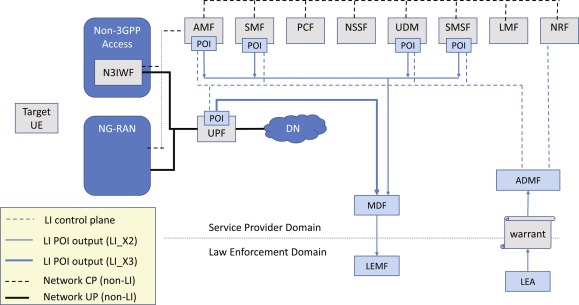 AMF SMF PCF NSSF UDM SMSF LMF NRF
POI POI POI POI
Non-3GPP
Access
N3IWF
Target
UE
NG-RAN
POI
UPF
DN
MDF
ADMF
Service Provider Domain
Law Enforcement Domain
warrant
LEMF
LEA
LI control plane
LI POI output (LI_X2)
LI POI output (LI_X3)
Network CP (non-LI)
Network UP (non-LI)